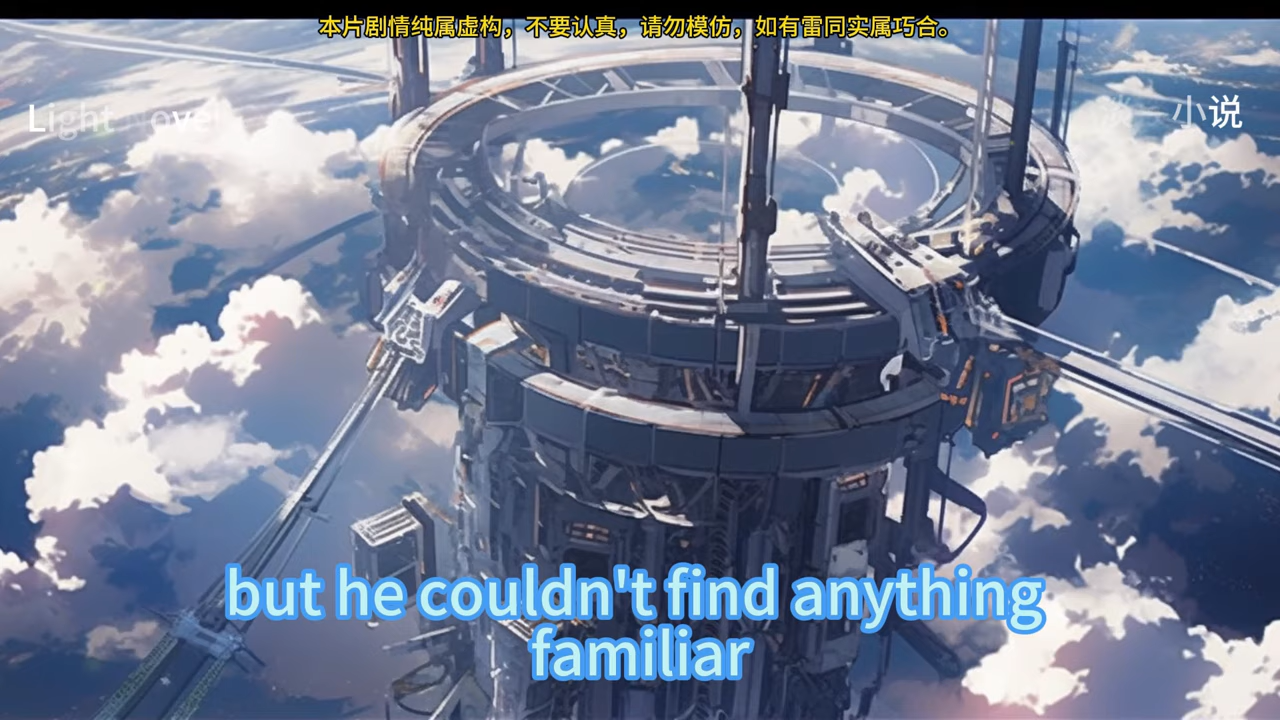 本片剧情纯属虚构，不要认真，请勿模仿，如有雷同实属巧合。
Light Novel
小说
but he couldn't find anything
familiar